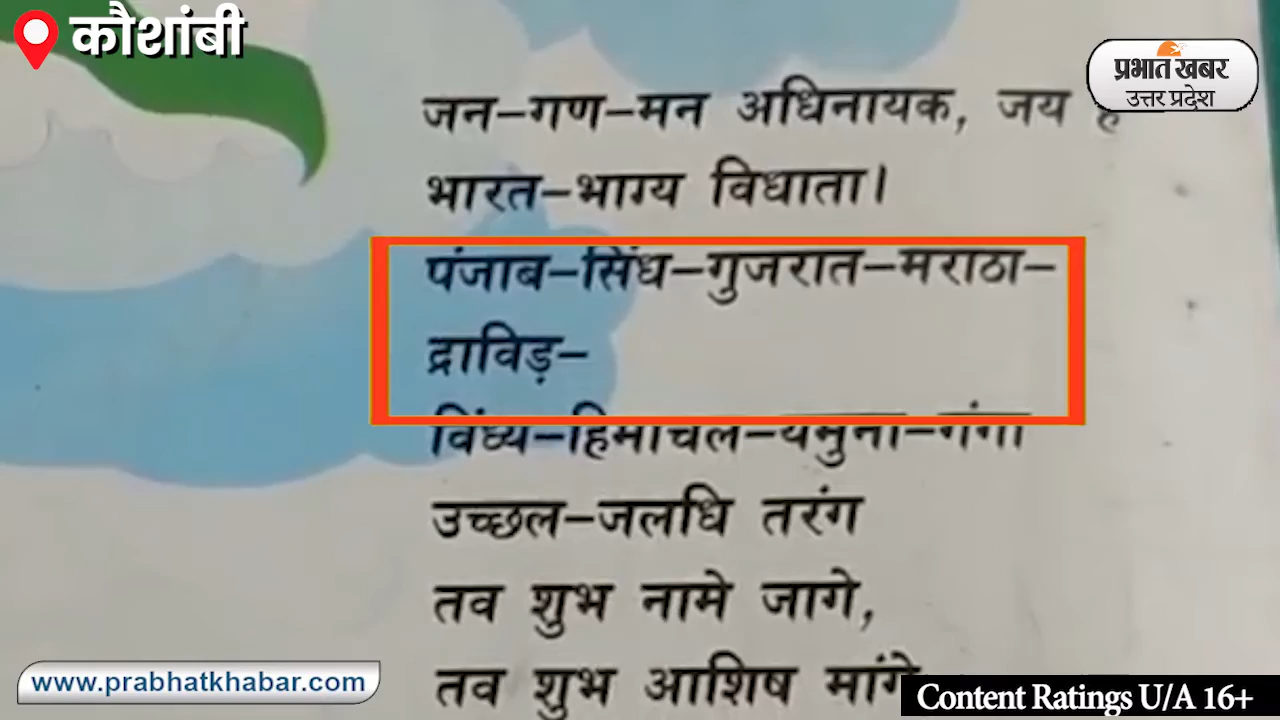 कौशांबी
प्रभात खबर
उत्तर प्रदेश
जन–गण–मन अधिनायक, जय
भारत–भाग्य विधाता।
पंजाब–सिंध–गुजरात–मराठा–
द्राविड़–
विंध्य–हिमाचल–यमुना–गंगा
उच्छल–जलधि तरंग
तव शुभ नामे जागे,
तव शुभ आशिष मांगे
www.prabhatkhabar.com
Content Ratings U/A 16+